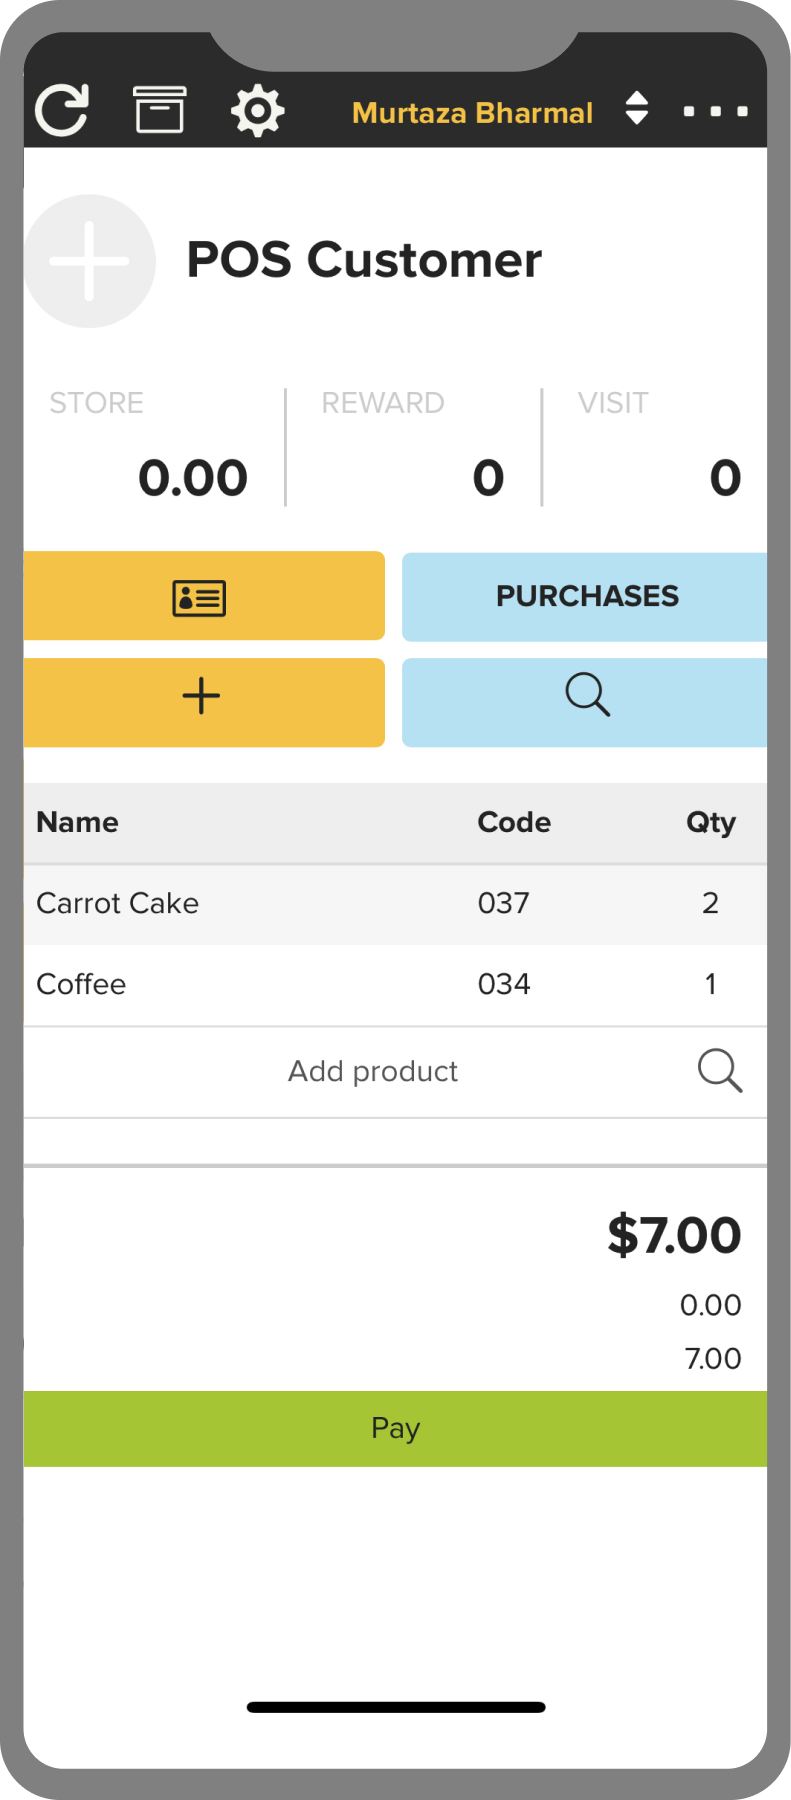 Murtaza Bharmal
POS Customer
STORE REWARD VISIT
0.00 0 0
PURCHASES
Name Code Qty
Carrot Cake 037 2
Coffee 034 1
Add product
$7.00
0.00
7.00
Pay